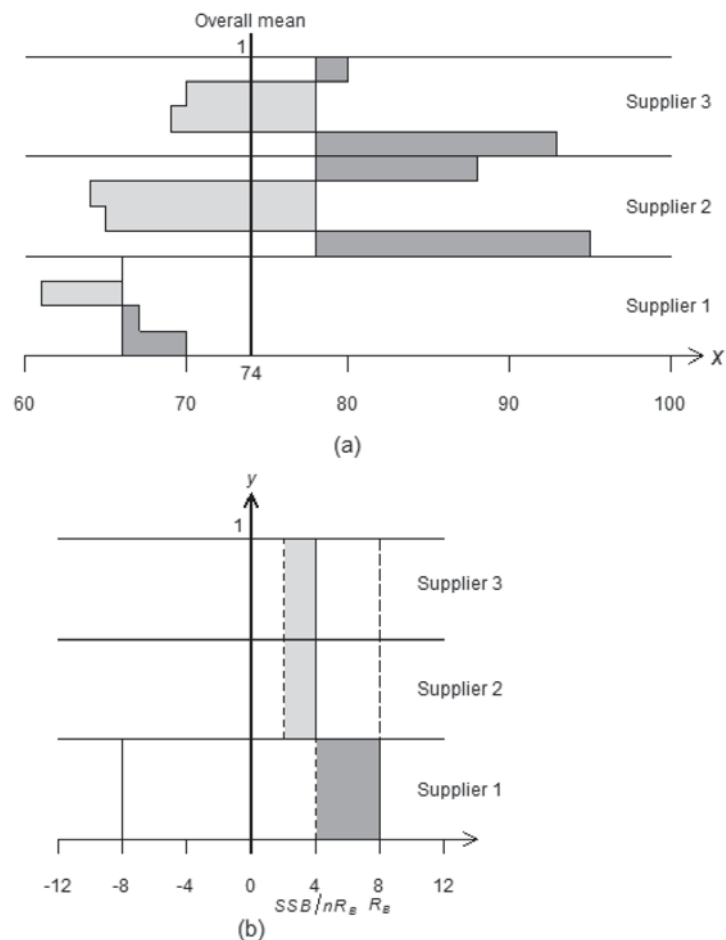 Overall mean
1
Supplier 3
Supplier 2
Supplier 1
X
74
60 70 80 90 100
(a)
y
1
Supplier 3
Supplier 2
Supplier 1
-12 -8 -4 0 4 8 12
SSB/nR_B R_B
(b)